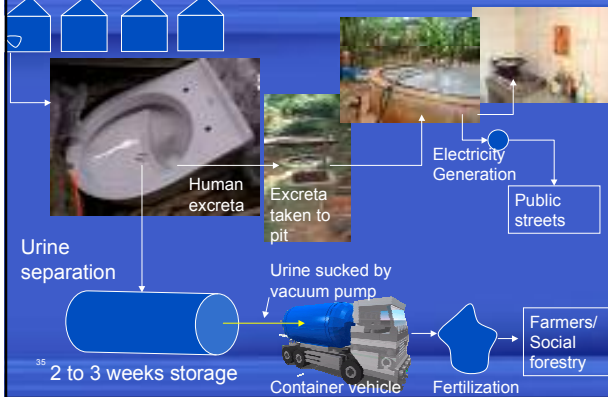 Human
excreta
Excreta
taken to
pit
Electricity
Generation
Public
streets
Urine
separation
Urine sucked by
vacuum pump
Farmers/
Social
forestry
35
2 to 3 weeks storage
Container vehicle
Fertilization